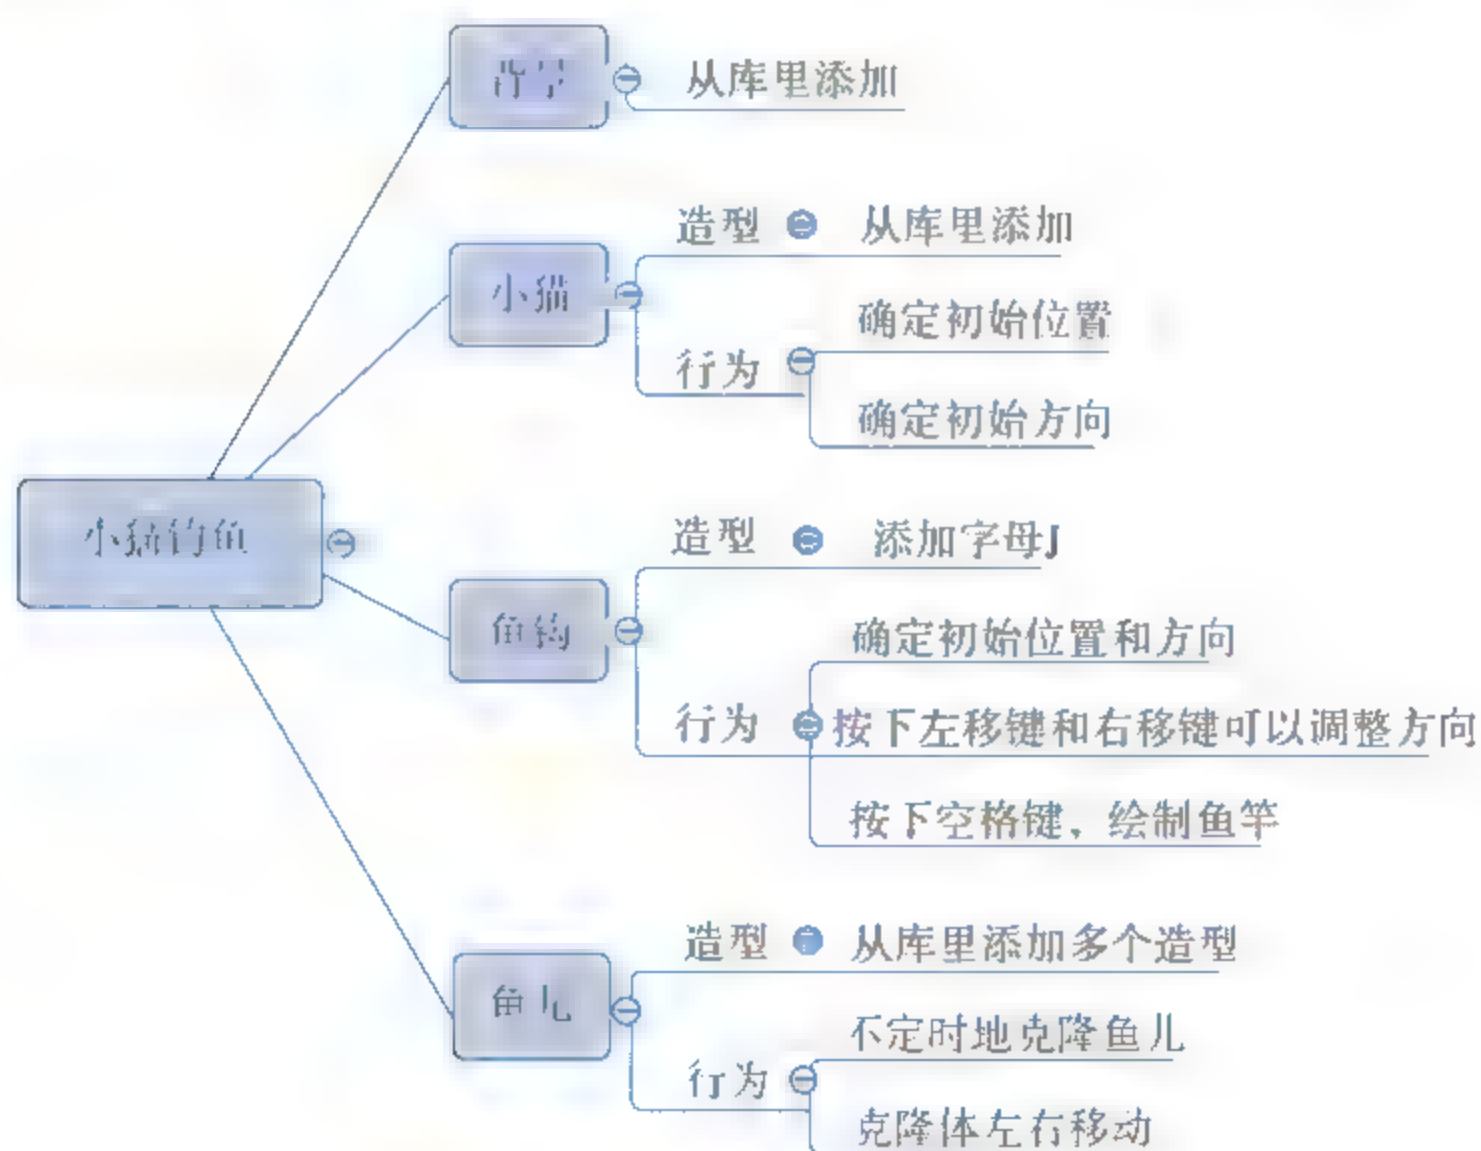 背景
从库里添加
小猫
造型
从库里添加
行为
确定初始位置
确定初始方向
小猫钓鱼
鱼钩
造型
添加字母J
行为
确定初始位置和方向
按下左移键和右移键可以调整方向
按下空格键，绘制鱼竿
鱼儿
造型
从库里添加多个造型
行为
不定时地克隆鱼儿
克隆体左右移动